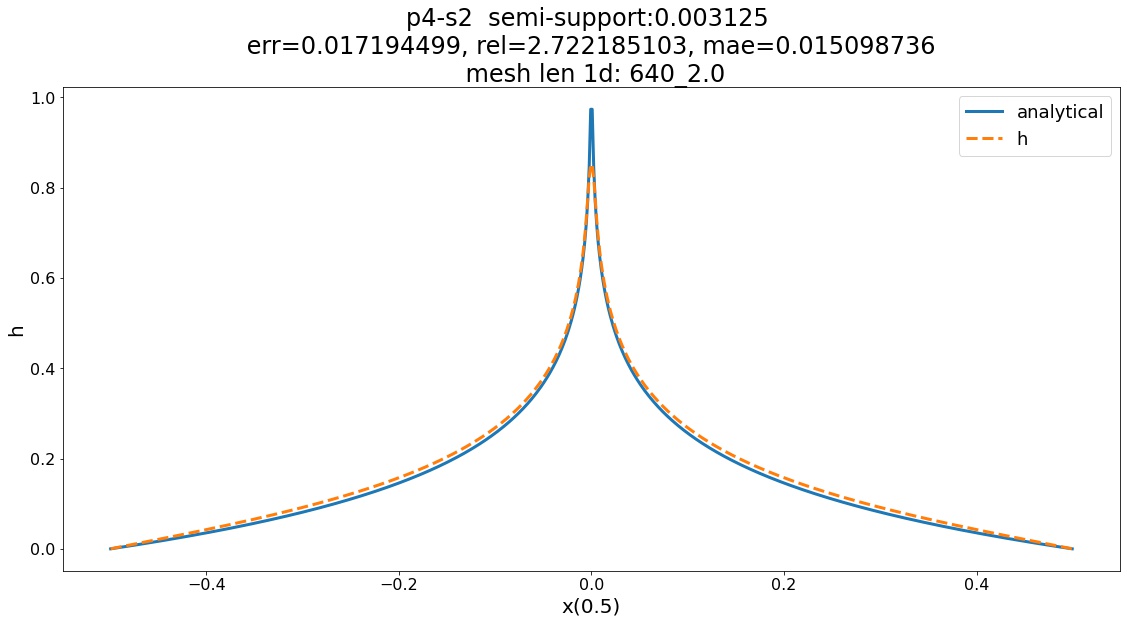 p4-s2  semi-support:0.003125
err=0.017194499, rel=2.722185103, mae=0.015098736
mesh len 1d: 640_2.0
analytical
h
1.0
0.8
0.6
0.4
0.2
0.0
h
−0.4
−0.2
0.0
0.2
0.4
x(0.5)